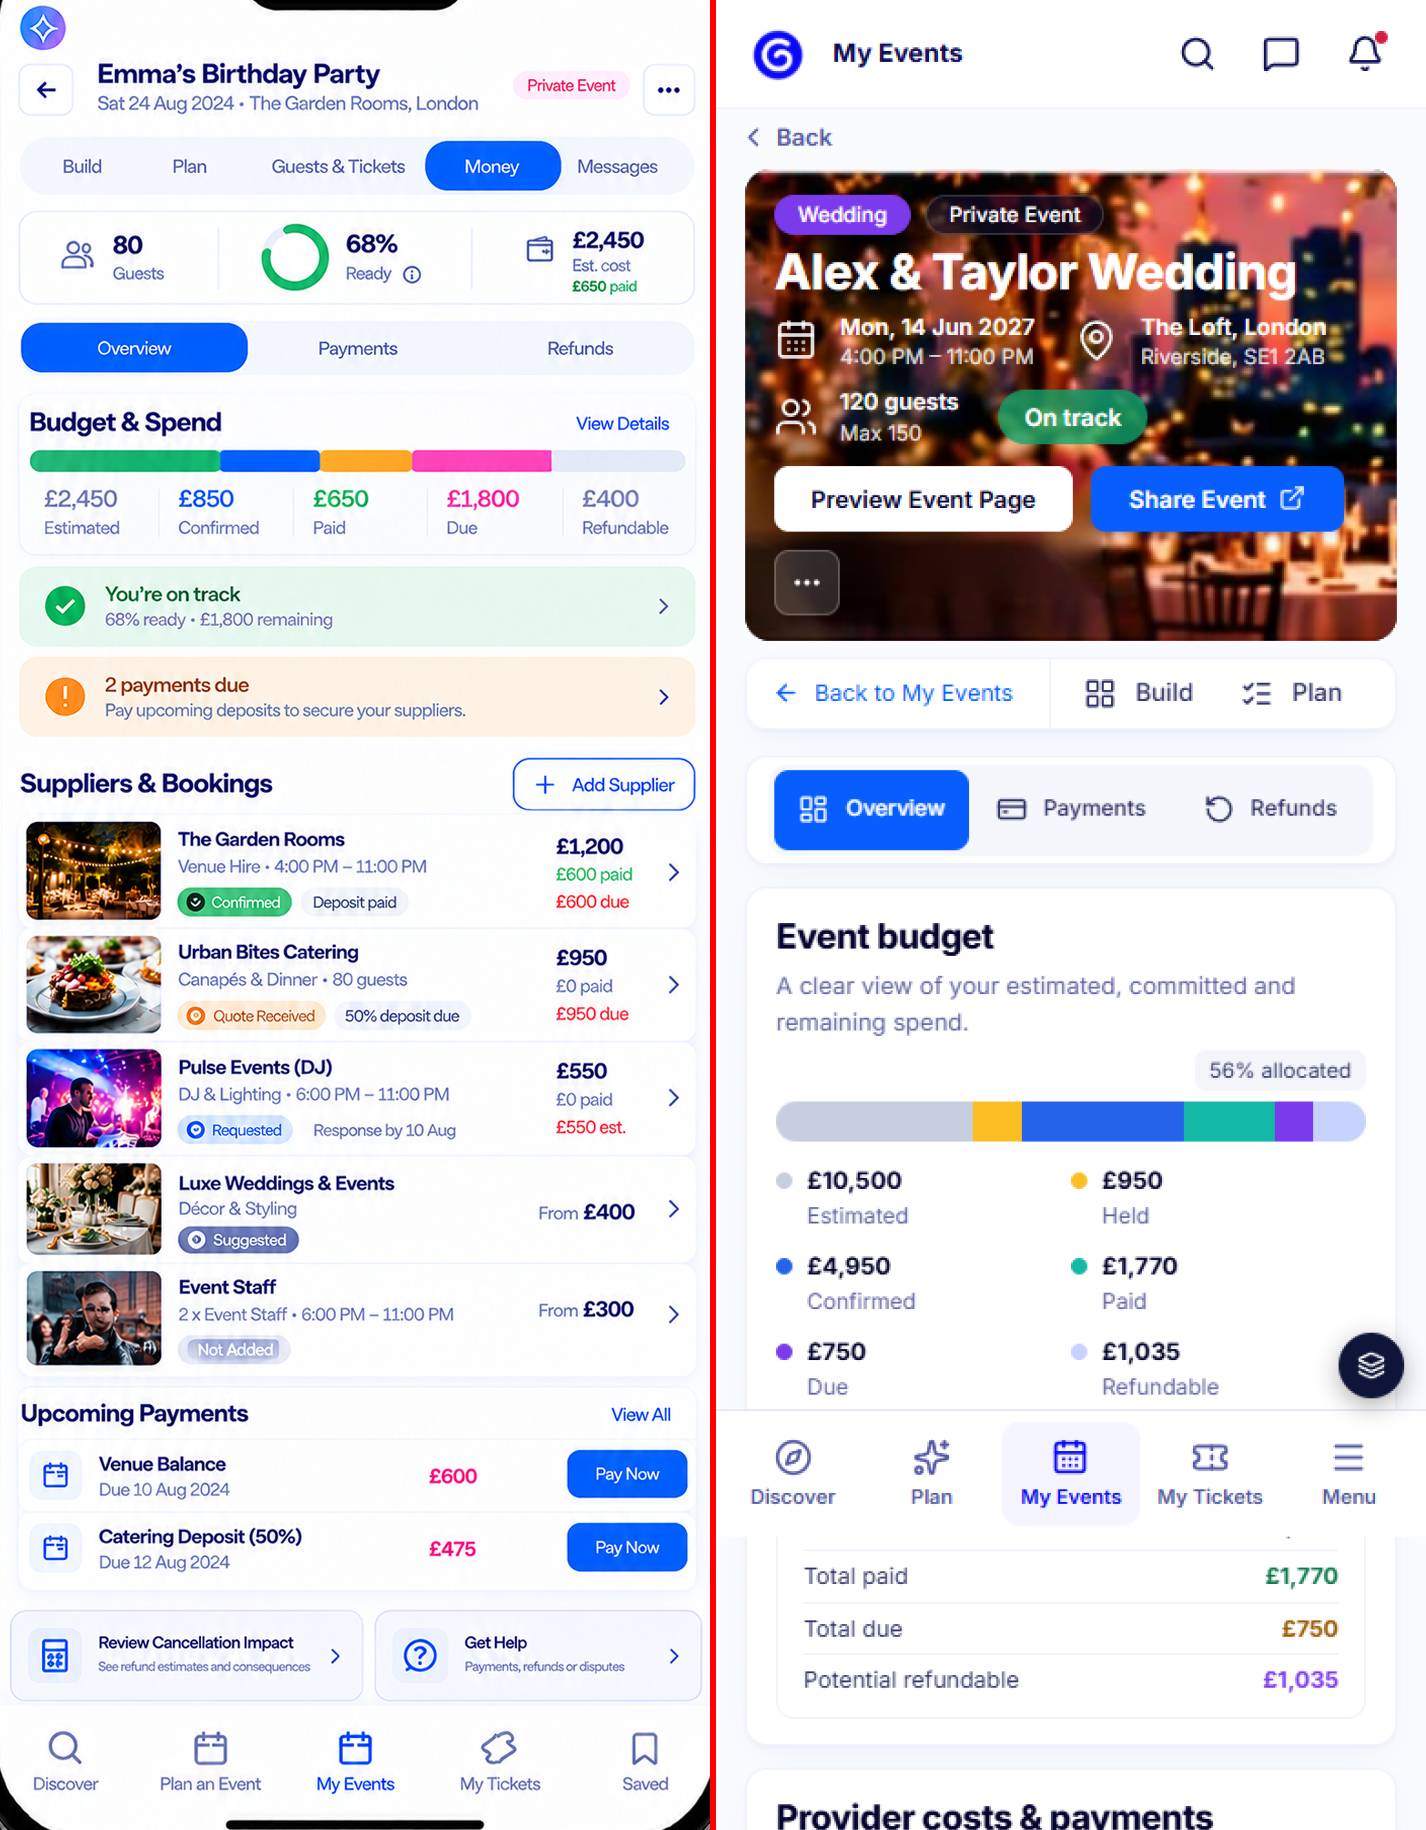 Emma's Birthday Party
Sat 24 Aug 2024 • The Garden Rooms, London
Private Event
Build
Plan
Guests & Tickets
Money
Messages
80
Guests
68%
Ready
£2,450
Est. cost
£650 paid
Overview
Payments
Refunds
Budget & Spend
View Details
£2,450
Estimated
£850
Confirmed
£650
Paid
£1,800
Due
£400
Refundable
You're on track
68% ready • £1,800 remaining
2 payments due
Pay upcoming deposits to secure your suppliers.
Suppliers & Bookings
Add Supplier
The Garden Rooms
Venue Hire • 4:00 PM – 11:00 PM
Confirmed
Deposit paid
£1,200
£600 paid
£600 due
Urban Bites Catering
Canapés & Dinner • 80 guests
Quote Received
50% deposit due
£950
£0 paid
£950 due
Pulse Events (DJ)
DJ & Lighting • 6:00 PM – 11:00 PM
Requested
Response by 10 Aug
£550
£0 paid
£550 est.
Luxe Weddings & Events
Décor & Styling
Suggested
From £400
Event Staff
2 x Event Staff • 6:00 PM – 11:00 PM
Not Added
From £300
Upcoming Payments
View All
Venue Balance
Due 10 Aug 2024
£600
Pay Now
Catering Deposit (50%)
Due 12 Aug 2024
£475
Pay Now
Review Cancellation Impact
See refund estimates and consequences
Get Help
Payments, refunds or disputes
Discover
Plan an Event
My Events
My Tickets
Saved
My Events
Back
Wedding
Private Event
Alex & Taylor Wedding
Mon, 14 Jun 2027
4:00 PM – 11:00 PM
The Loft, London
Riverside, SE1 2AB
120 guests
Max 150
On track
Preview Event Page
Share Event
Back to My Events
Build
Plan
Overview
Payments
Refunds
Event budget
A clear view of your estimated, committed and
remaining spend.
56% allocated
£10,500
Estimated
£950
Held
£4,950
Confirmed
£1,770
Paid
£750
Due
£1,035
Refundable
Discover
Plan
My Events
My Tickets
Menu
Total paid
£1,770
Total due
£750
Potential refundable
£1,035
Provider costs & payments